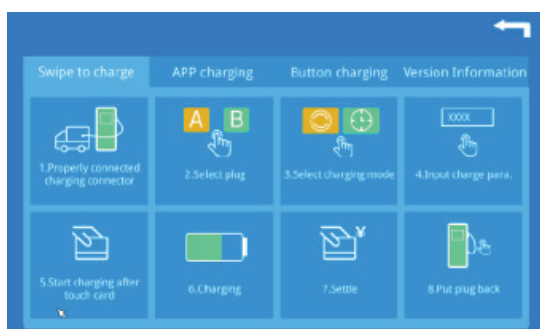 Swipe to charge
APP charging
Button charging
Version Information
A
B
XXXX
1.Properly connected
charging connector
2.Select plug
3.Select charging mode
4.Input charge para.
¥
5.Start charging after
touch card
6.Charging
7.Settle
8.Put plug back